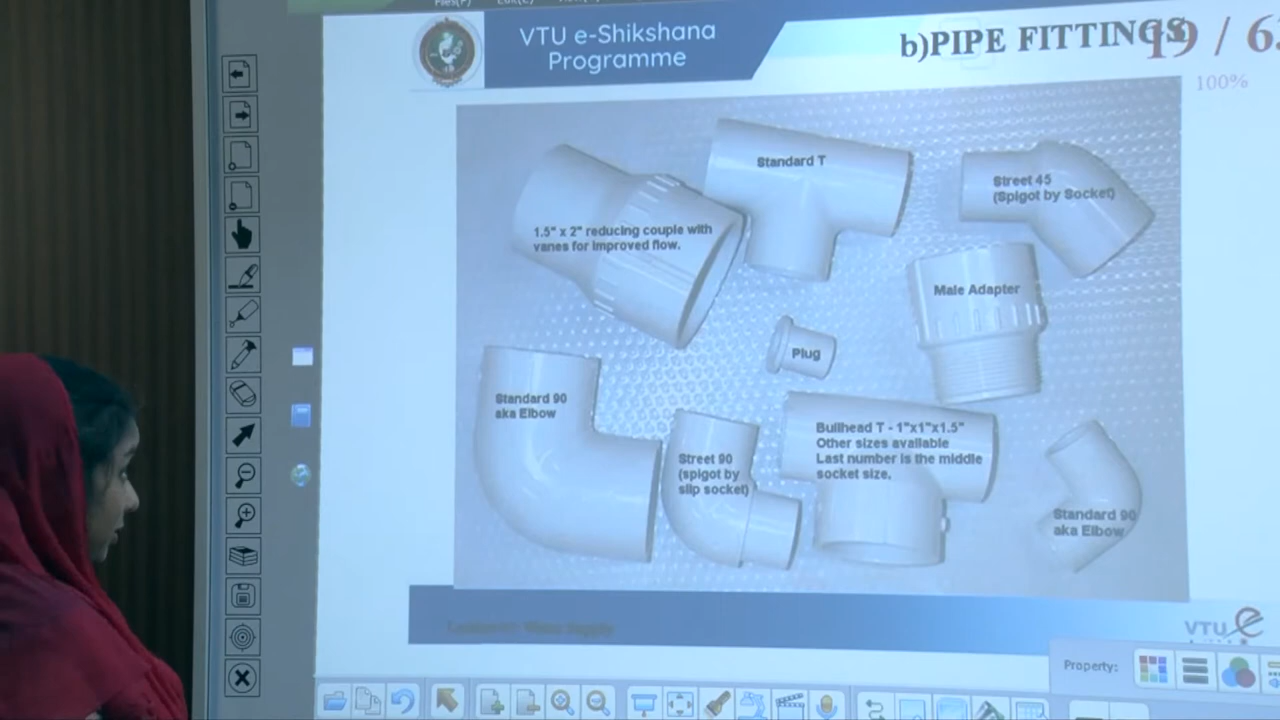 VTU e-Shikshana
Programme
b)PIPE FITTINGS
19 / 6
100%
Standard T
Street 45
(Spigot by Socket)
1.5" x 2" reducing couple with
vanes for improved flow.
Male Adapter
Plug
Standard 90
aka Elbow
Street 90
(spigot by
slip socket)
Bullhead T - 1"x1"x1.5"
Other sizes available
Last number is the middle
socket size.
Standard 90
aka Elbow
VTU e
Property: